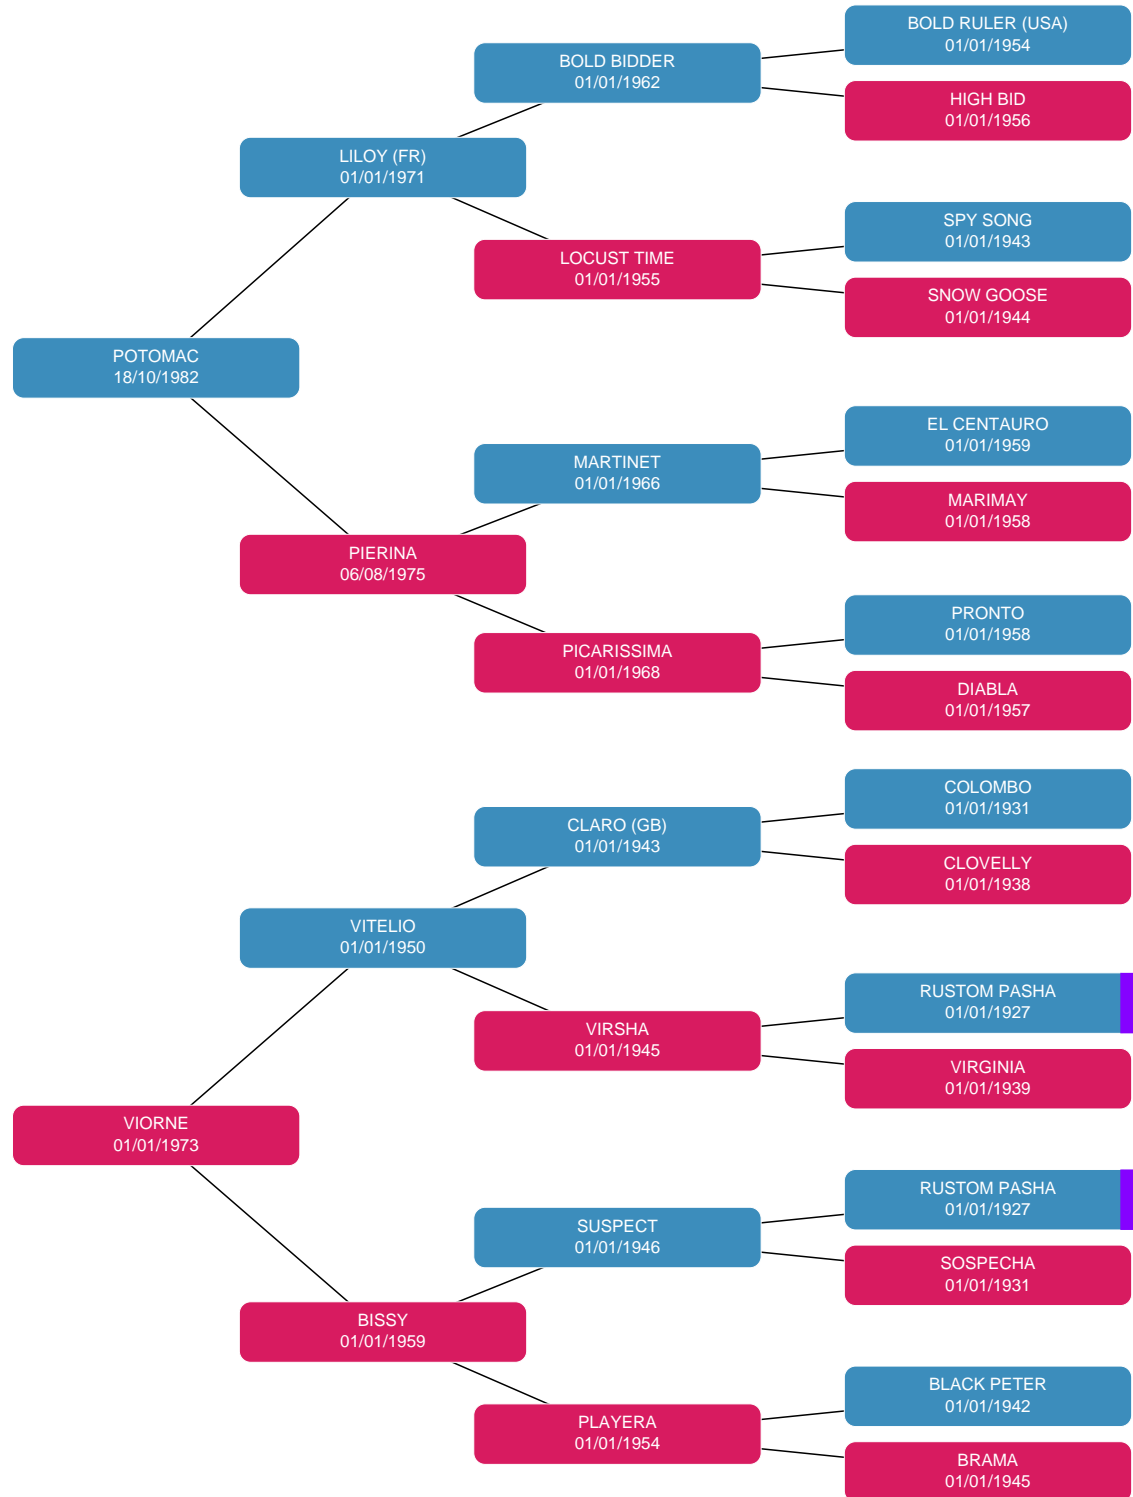 BOLD RULER (USA)
01/01/1954
BOLD BIDDER
01/01/1962
HIGH BID
01/01/1956
LILOY (FR)
01/01/1971
SPY SONG
01/01/1943
LOCUST TIME
01/01/1955
SNOW GOOSE
01/01/1944
POTOMAC
18/10/1982
EL CENTAURO
01/01/1959
MARTINET
01/01/1966
MARIMAY
01/01/1958
PIERINA
06/08/1975
PRONTO
01/01/1958
PICARISSIMA
01/01/1968
DIABLA
01/01/1957
COLOMBO
01/01/1931
CLARO (GB)
01/01/1943
CLOVELLY
01/01/1938
VITELIO
01/01/1950
RUSTOM PASHA
01/01/1927
VIRSHA
01/01/1945
VIRGINIA
01/01/1939
VIORNE
01/01/1973
RUSTOM PASHA
01/01/1927
SUSPECT
01/01/1946
SOSPECHA
01/01/1931
BISSY
01/01/1959
BLACK PETER
01/01/1942
PLAYERA
01/01/1954
BRAMA
01/01/1945